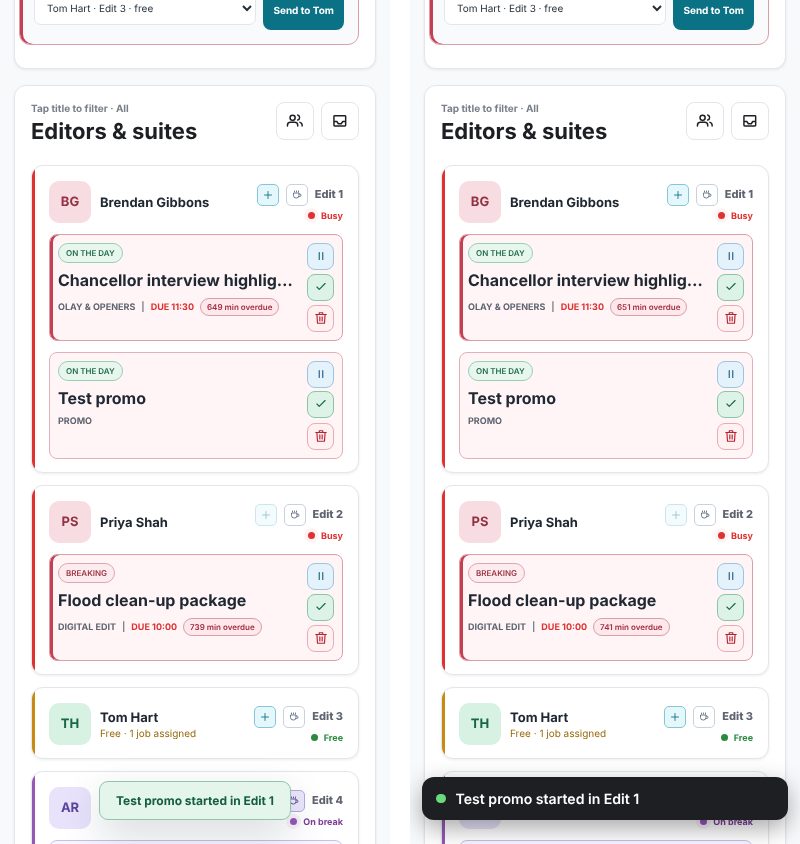 Tom Hart · Edit 3 · free
Send to Tom
Tap title to filter · All
Editors & suites
BG
Brendan Gibbons
Edit 1
Busy
ON THE DAY
Chancellor interview highlig...
OLAY & OPENERS | DUE 11:30 649 min overdue
ON THE DAY
Test promo
PROMO
PS
Priya Shah
Edit 2
Busy
BREAKING
Flood clean-up package
DIGITAL EDIT | DUE 10:00 739 min overdue
TH
Tom Hart
Edit 3
Free · 1 job assigned
Free
AR
Test promo started in Edit 1
Edit 4
On break
Tom Hart · Edit 3 · free
Send to Tom
Tap title to filter · All
Editors & suites
BG
Brendan Gibbons
Edit 1
Busy
ON THE DAY
Chancellor interview highlig...
OLAY & OPENERS | DUE 11:30 651 min overdue
ON THE DAY
Test promo
PROMO
PS
Priya Shah
Edit 2
Busy
BREAKING
Flood clean-up package
DIGITAL EDIT | DUE 10:00 741 min overdue
TH
Tom Hart
Edit 3
Free · 1 job assigned
Free
Test promo started in Edit 1
On break